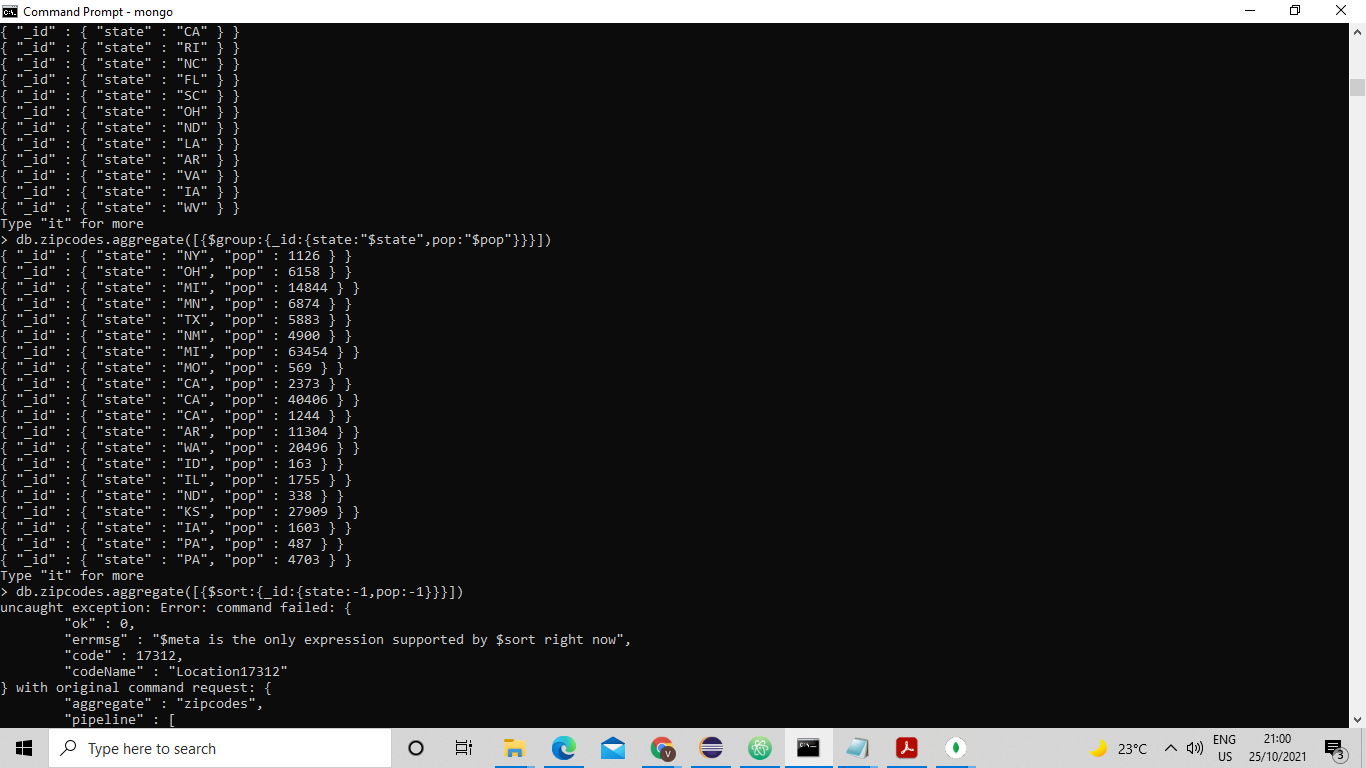 Command Prompt - mongo
{ "_id" : { "state" : "CA" } }
{ "_id" : { "state" : "RI" } }
{ "_id" : { "state" : "NC" } }
{ "_id" : { "state" : "FL" } }
{ "_id" : { "state" : "SC" } }
{ "_id" : { "state" : "OH" } }
{ "_id" : { "state" : "ND" } }
{ "_id" : { "state" : "LA" } }
{ "_id" : { "state" : "AR" } }
{ "_id" : { "state" : "VA" } }
{ "_id" : { "state" : "IA" } }
{ "_id" : { "state" : "WV" } }
Type "it" for more
> db.zipcodes.aggregate([{$group:{_id:{state:"$state",pop:"$pop"}}}])
{ "_id" : { "state" : "NY", "pop" : 1126 } }
{ "_id" : { "state" : "OH", "pop" : 6158 } }
{ "_id" : { "state" : "MI", "pop" : 14844 } }
{ "_id" : { "state" : "MN", "pop" : 6874 } }
{ "_id" : { "state" : "TX", "pop" : 5883 } }
{ "_id" : { "state" : "NM", "pop" : 4900 } }
{ "_id" : { "state" : "MI", "pop" : 63454 } }
{ "_id" : { "state" : "MO", "pop" : 569 } }
{ "_id" : { "state" : "CA", "pop" : 2373 } }
{ "_id" : { "state" : "CA", "pop" : 40406 } }
{ "_id" : { "state" : "CA", "pop" : 1244 } }
{ "_id" : { "state" : "AR", "pop" : 11304 } }
{ "_id" : { "state" : "WA", "pop" : 20496 } }
{ "_id" : { "state" : "ID", "pop" : 163 } }
{ "_id" : { "state" : "IL", "pop" : 1755 } }
{ "_id" : { "state" : "ND", "pop" : 338 } }
{ "_id" : { "state" : "KS", "pop" : 27909 } }
{ "_id" : { "state" : "IA", "pop" : 1603 } }
{ "_id" : { "state" : "PA", "pop" : 487 } }
{ "_id" : { "state" : "PA", "pop" : 4703 } }
Type "it" for more
> db.zipcodes.aggregate([{$sort:{_id:{state:-1,pop:-1}}}])
uncaught exception: Error: command failed: {
"ok" : 0,
"errmsg" : "$meta is the only expression supported by $sort right now",
"code" : 17312,
"codeName" : "Location17312"
} with original command request: {
"aggregate" : "zipcodes",
"pipeline" : [
Type here to search
V
23°C
ENG
US
21:00
25/10/2021
3